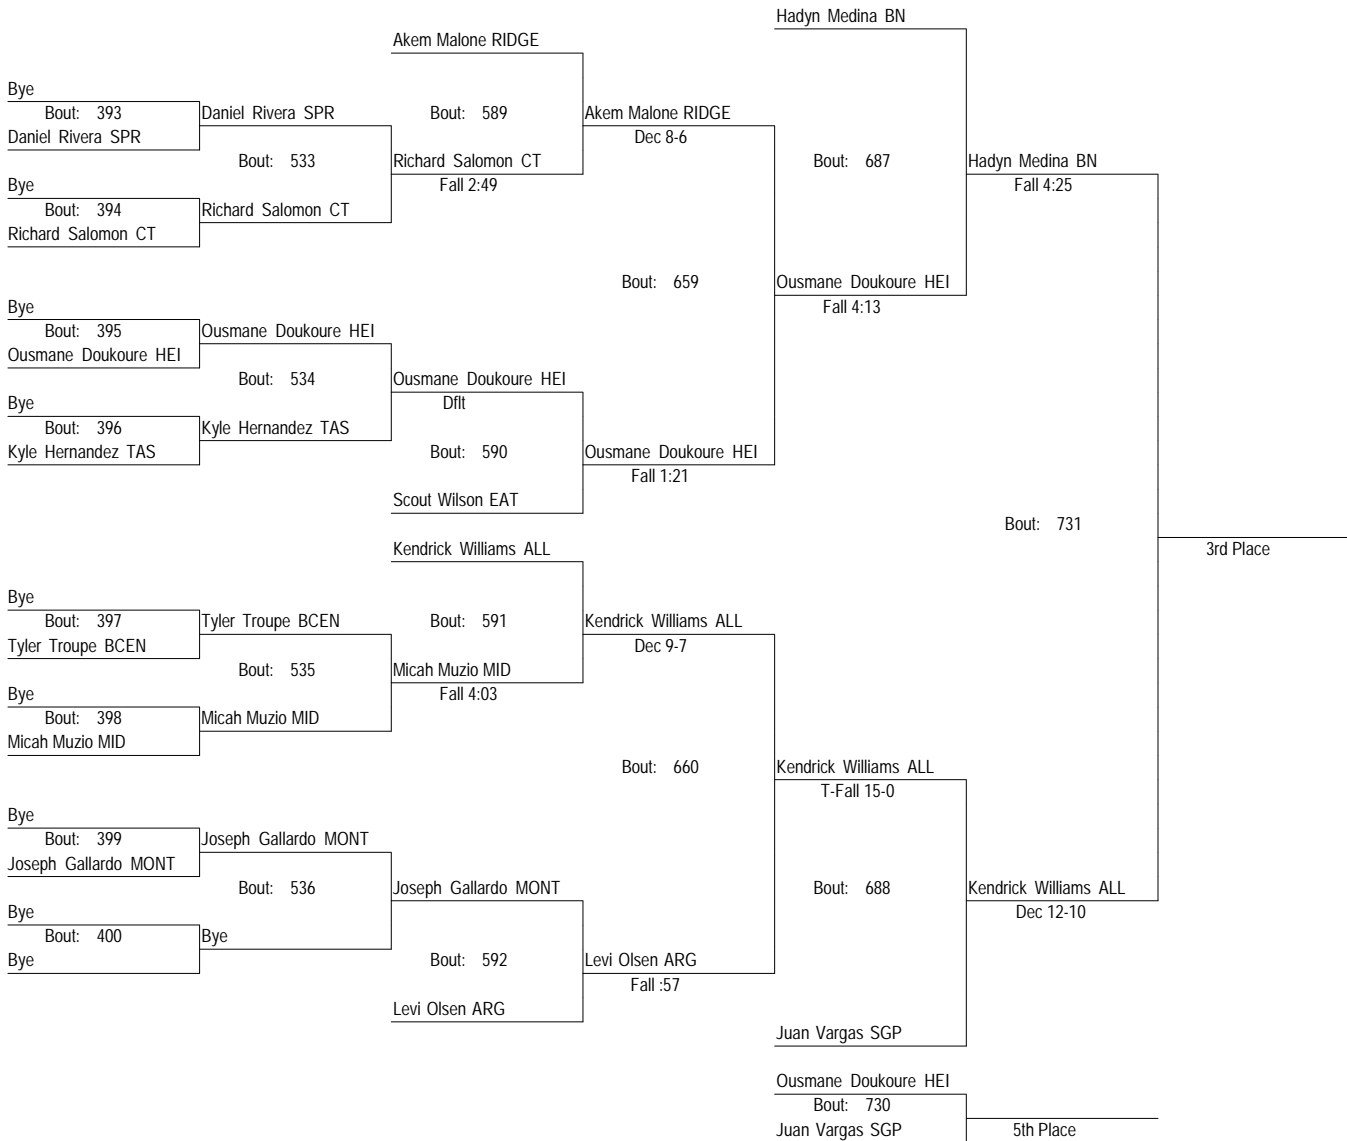 Hadyn Medina BN
Akem Malone RIDGE
Bye
Bout: 393
Daniel Rivera SPR
Bout: 589
Akem Malone RIDGE
Daniel Rivera SPR
Dec 8-6
Bout: 533
Richard Salomon CT
Bout: 687
Hadyn Medina BN
Bye
Fall 2:49
Fall 4:25
Bout: 394
Richard Salomon CT
Richard Salomon CT
Bout: 659
Ousmane Doukoure HEI
Bye
Fall 4:13
Bout: 395
Ousmane Doukoure HEI
Ousmane Doukoure HEI
Bout: 534
Ousmane Doukoure HEI
Bye
Dflt
Bout: 396
Kyle Hernandez TAS
Kyle Hernandez TAS
Bout: 590
Ousmane Doukoure HEI
Fall 1:21
Scout Wilson EAT
Bout: 731
Kendrick Williams ALL
3rd Place
Bye
Bout: 397
Tyler Troupe BCEN
Bout: 591
Kendrick Williams ALL
Tyler Troupe BCEN
Dec 9-7
Bout: 535
Micah Muzio MID
Bye
Fall 4:03
Bout: 398
Micah Muzio MID
Micah Muzio MID
Bout: 660
Kendrick Williams ALL
T-Fall 15-0
Bye
Bout: 399
Joseph Gallardo MONT
Joseph Gallardo MONT
Bout: 536
Joseph Gallardo MONT
Bout: 688
Kendrick Williams ALL
Bye
Dec 12-10
Bout: 400
Bye
Bye
Bout: 592
Levi Olsen ARG
Fall :57
Levi Olsen ARG
Juan Vargas SGP
Ousmane Doukoure HEI
Bout: 730
Juan Vargas SGP
5th Place